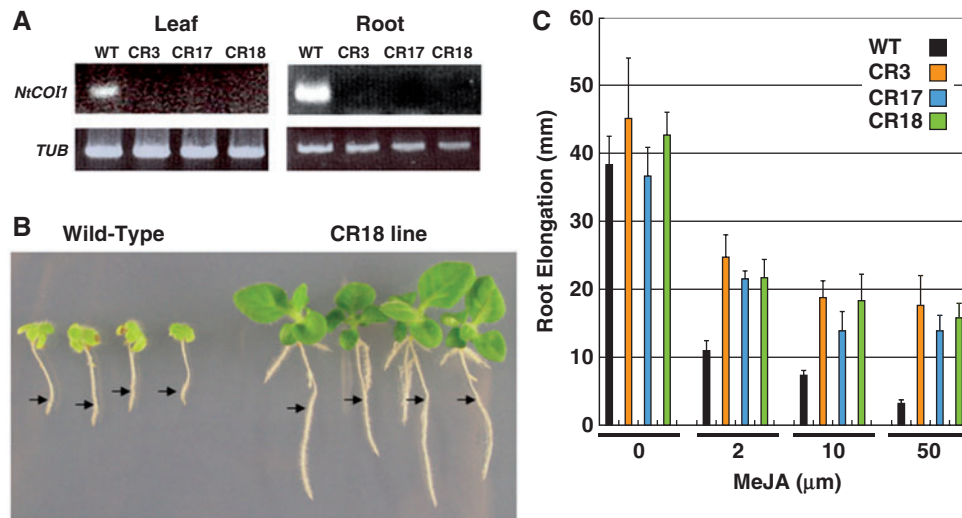 A
Leaf
Root
WT CR3 CR17 CR18
WT CR3 CR17 CR18
NtCOI1
TUB
B
Wild-Type
CR18 line
C
60
50
40
30
20
10
0
Root Elongation (mm)
WT
CR3
CR17
CR18
0 2 10 50
MeJA (μm)